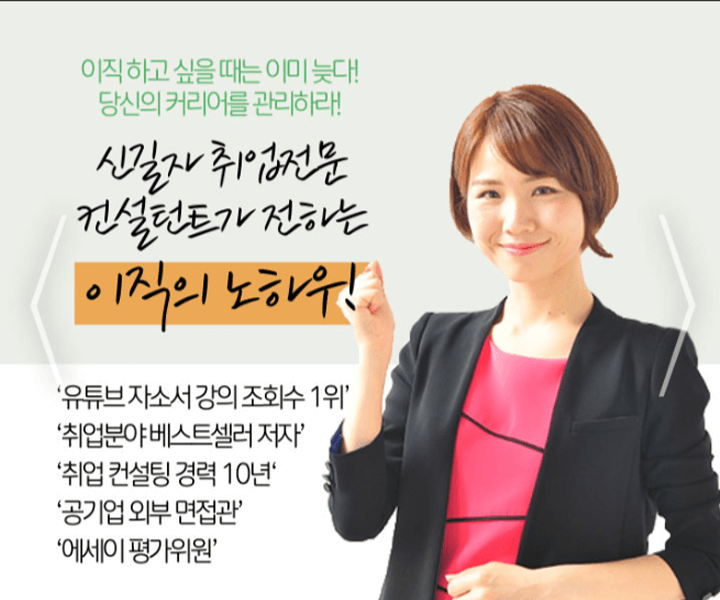 이직 하고 싶을 때는 이미 늦다!
당신의 커리어를 관리하라!
신길자 취업전문
컨설턴트가 전하는
이직의 노하우!
‘유튜브 자소서 강의 조회수 1위’
‘취업분야 베스트셀러 저자’
‘취업 컨설팅 경력 10년‘
‘공기업 외부 면접관’
‘에세이 평가위원’